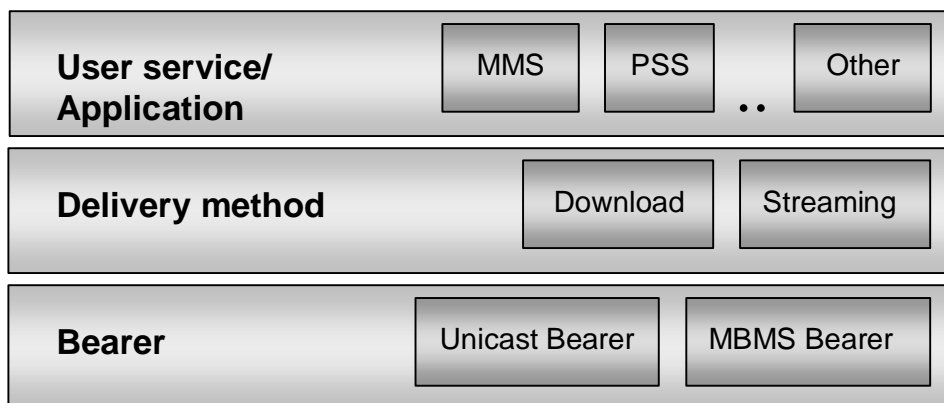 User service/
Application
MMS
PSS
..
Other
Delivery method
Download
Streaming
Bearer
Unicast Bearer
MBMS Bearer